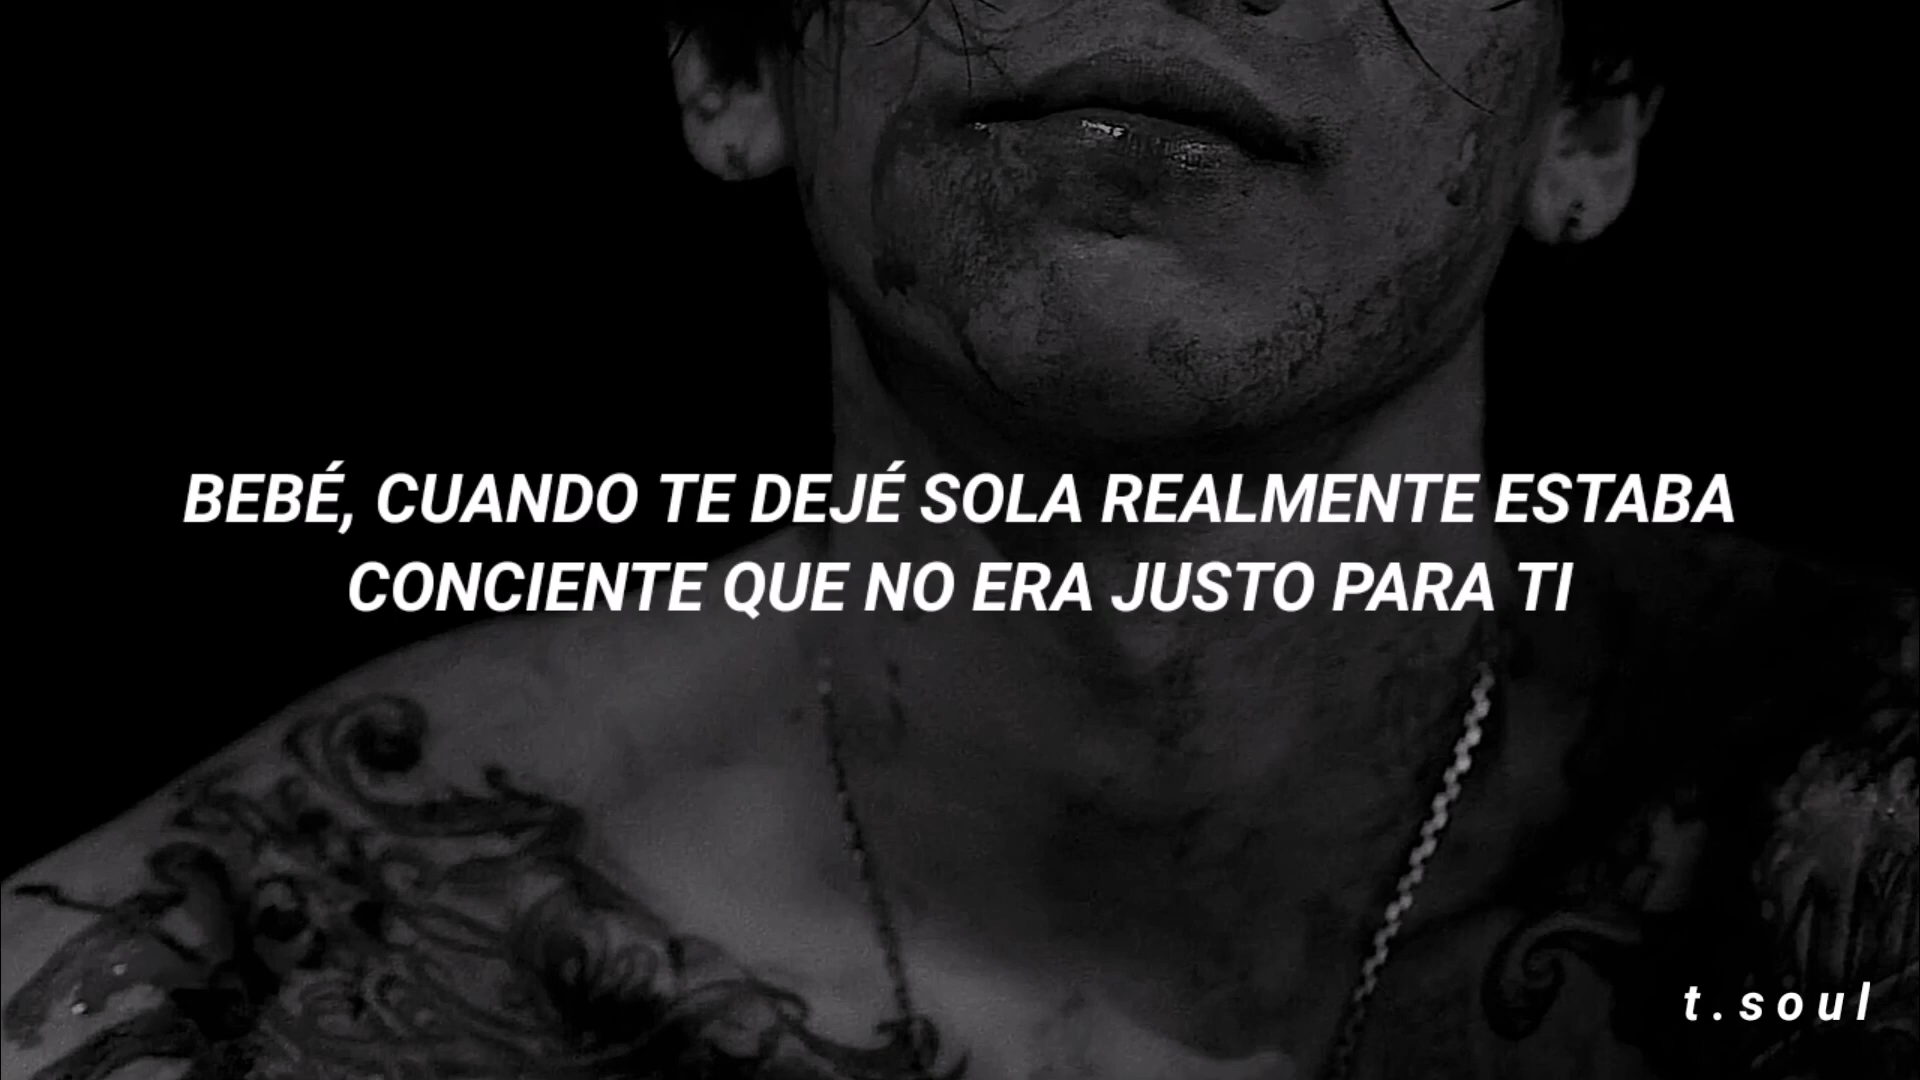 BEBÉ, CUANDO TE DEJÉ SOLA REALMENTE ESTABA
CONCIENTE QUE NO ERA JUSTO PARA TI
t.soul